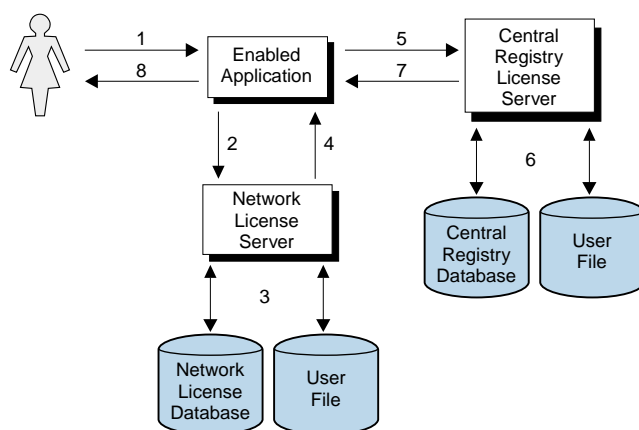 1
8
Enabled
Application
5
7
Central
Registry
License
Server
2
4
6
Network
License
Server
Central
Registry
Database
User
File
3
Network
License
Database
User
File